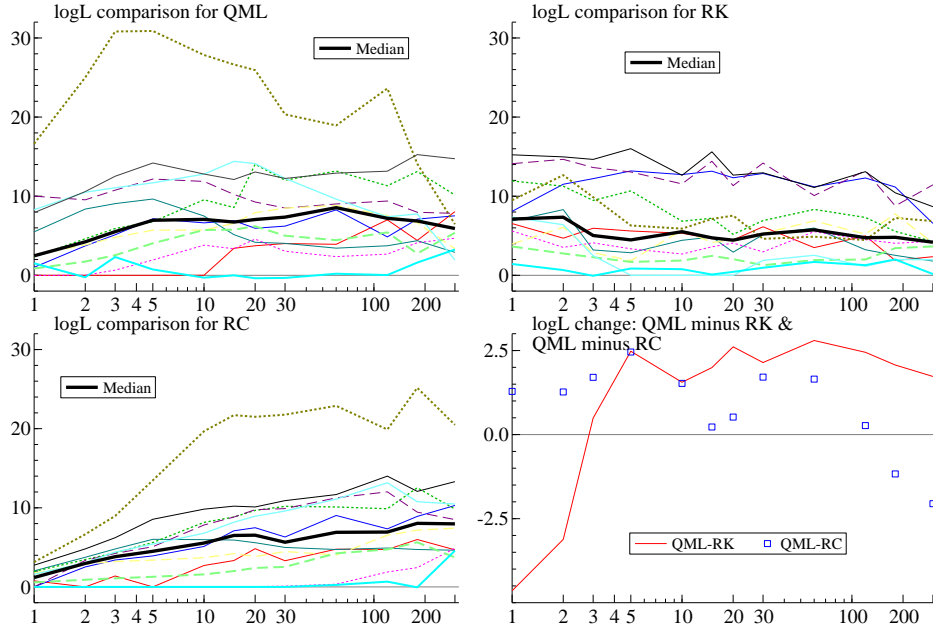 logL comparison for QML
30
20
10
0
Median
1 2 3 4 5 10 20 30 100 200
logL comparison for RK
30
20
10
0
Median
1 2 3 4 5 10 20 30 100 200
logL comparison for RC
30
20
10
0
Median
1 2 3 4 5 10 20 30 100 200
logL change: QML minus RK &
QML minus RC
2.5
0.0
-2.5
QML-RK QML-RC
1 2 3 4 5 10 20 30 100 200